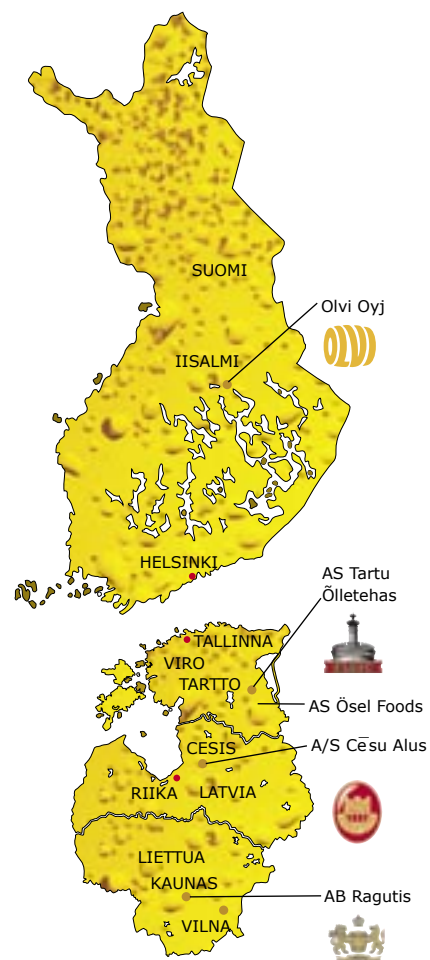 SUOMI
Olvi Oyj
OLVI
IISALMI
HELSINKI
AS Tartu
Õlletehas
TALLINNA
VIRO
TARTTO
AS Ösel Foods
CESIS
A/S Cēsu Alus
RIIKA
LATVIA
LIETTUA
KAUNAS
AB Ragutis
VILNA